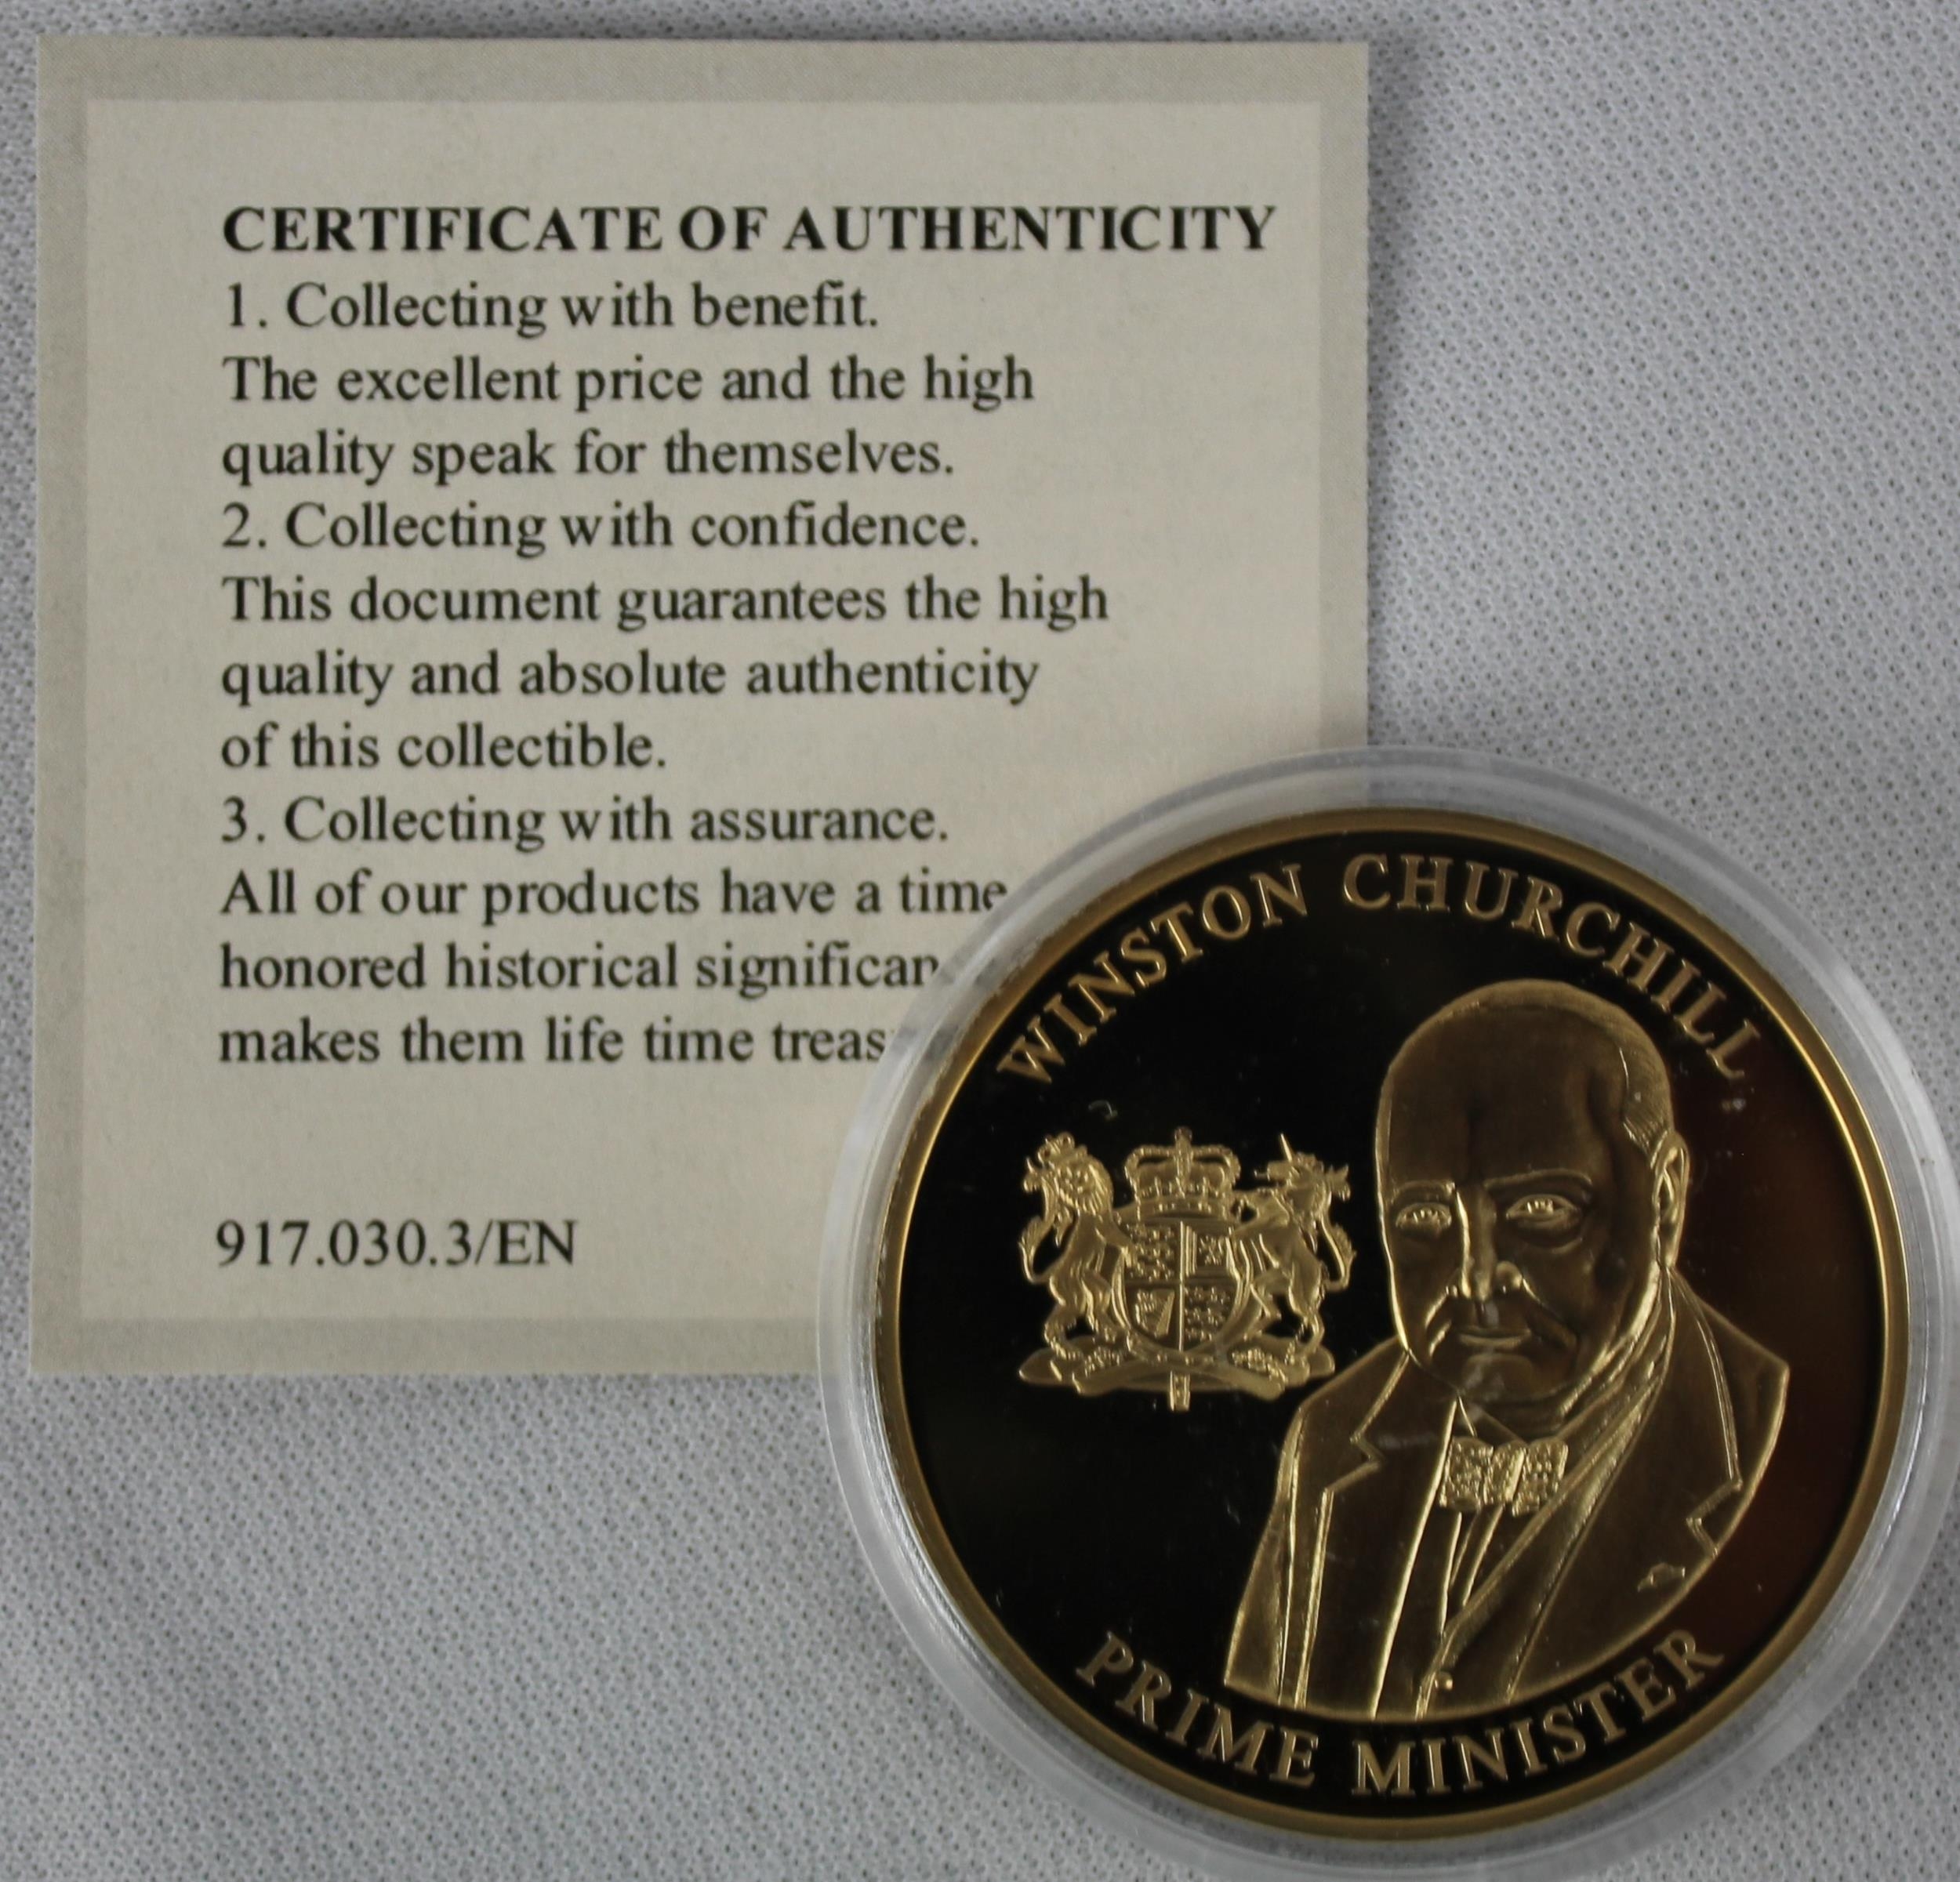 CERTIFICATE OF AUTHENTICITY
1. Collecting with benefit.
The excellent price and the high
quality speak for themselves.
2. Collecting with confidence.
This document guarantees the high
quality and absolute authenticity
of this collectible.
3. Collecting with assurance.
All of our products have a time
honored historical
makes them life time
917.030.3/EN
WINSTON CHURCHILL
PRIME MINISTER